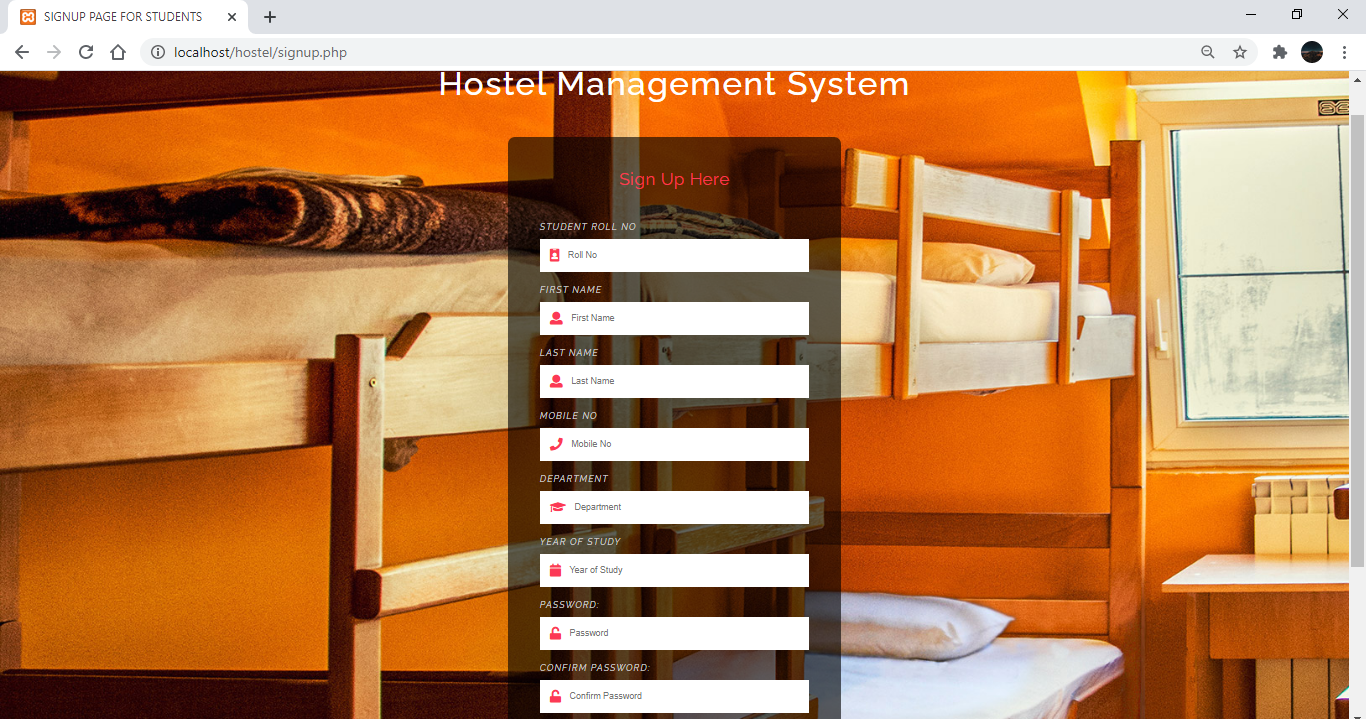 SIGNUP PAGE FOR STUDENTS
localhost/hostel/signup.php
Hostel Management System
Sign Up Here
STUDENT ROLL NO
Roll No
FIRST NAME
First Name
LAST NAME
Last Name
MOBILE NO
Mobile No
DEPARTMENT
Department
YEAR OF STUDY
Year of Study
PASSWORD:
Password
CONFIRM PASSWORD:
Confirm Password